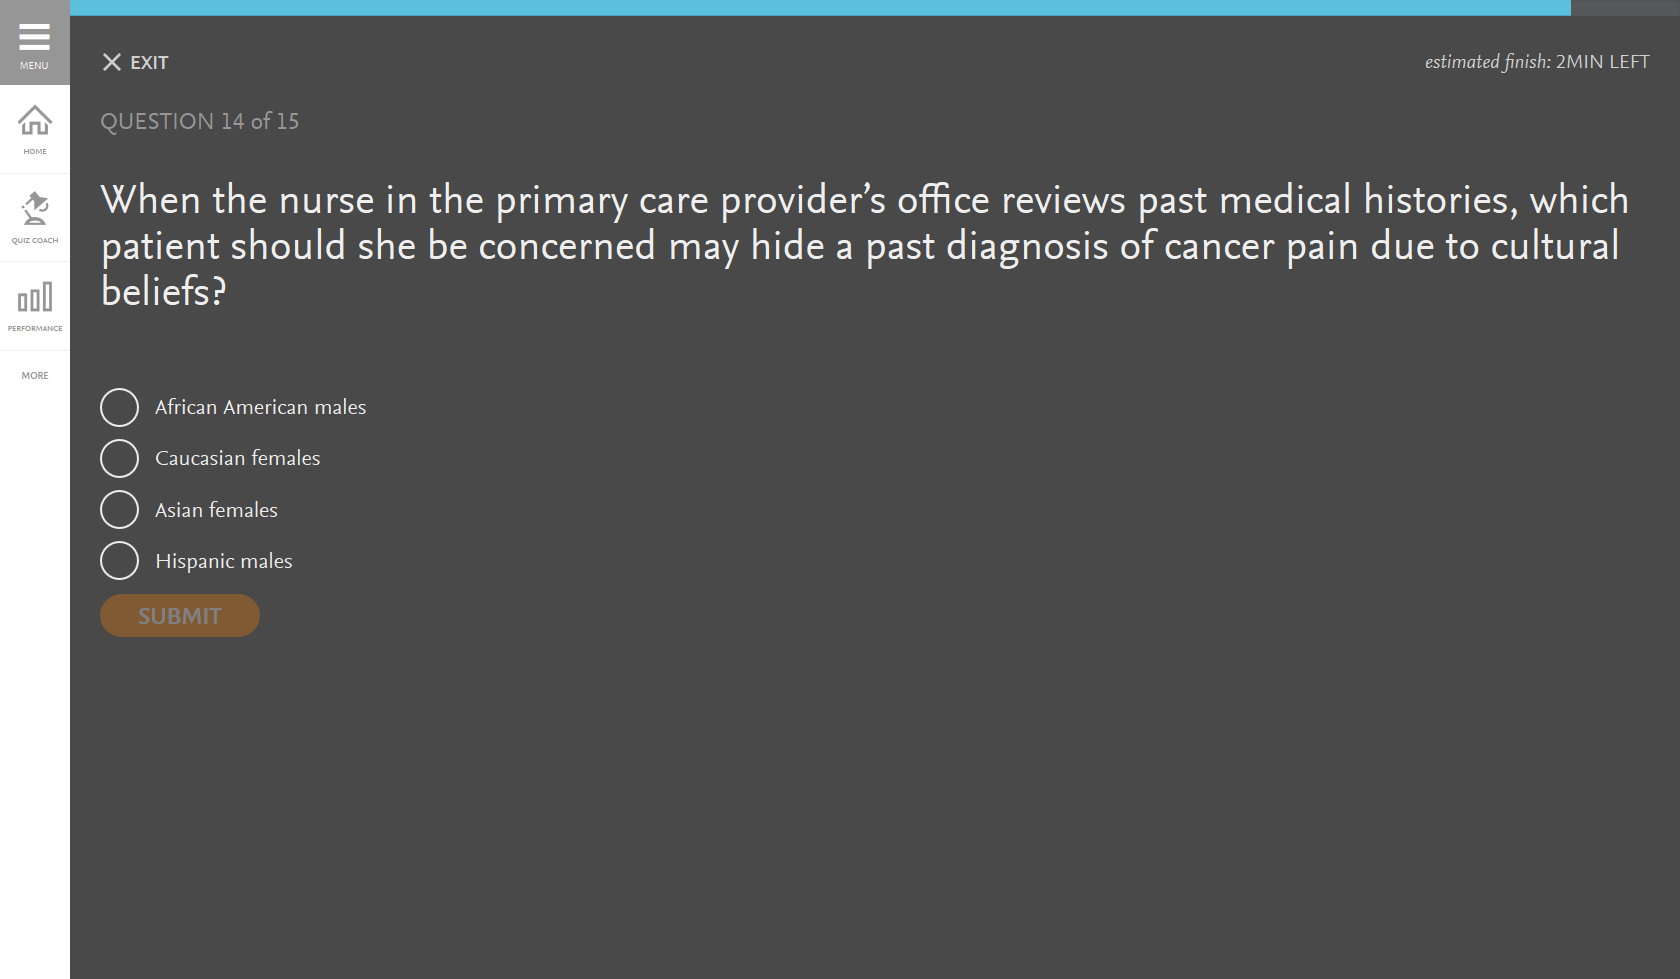 MENU
HOME
QUIZ COACH
PERFORMANCE
MORE
EXIT
estimated finish: 2MIN LEFT
QUESTION 14 of 15
When the nurse in the primary care provider’s office reviews past medical histories, which
patient should she be concerned may hide a past diagnosis of cancer pain due to cultural
beliefs?
African American males
Caucasian females
Asian females
Hispanic males
SUBMIT